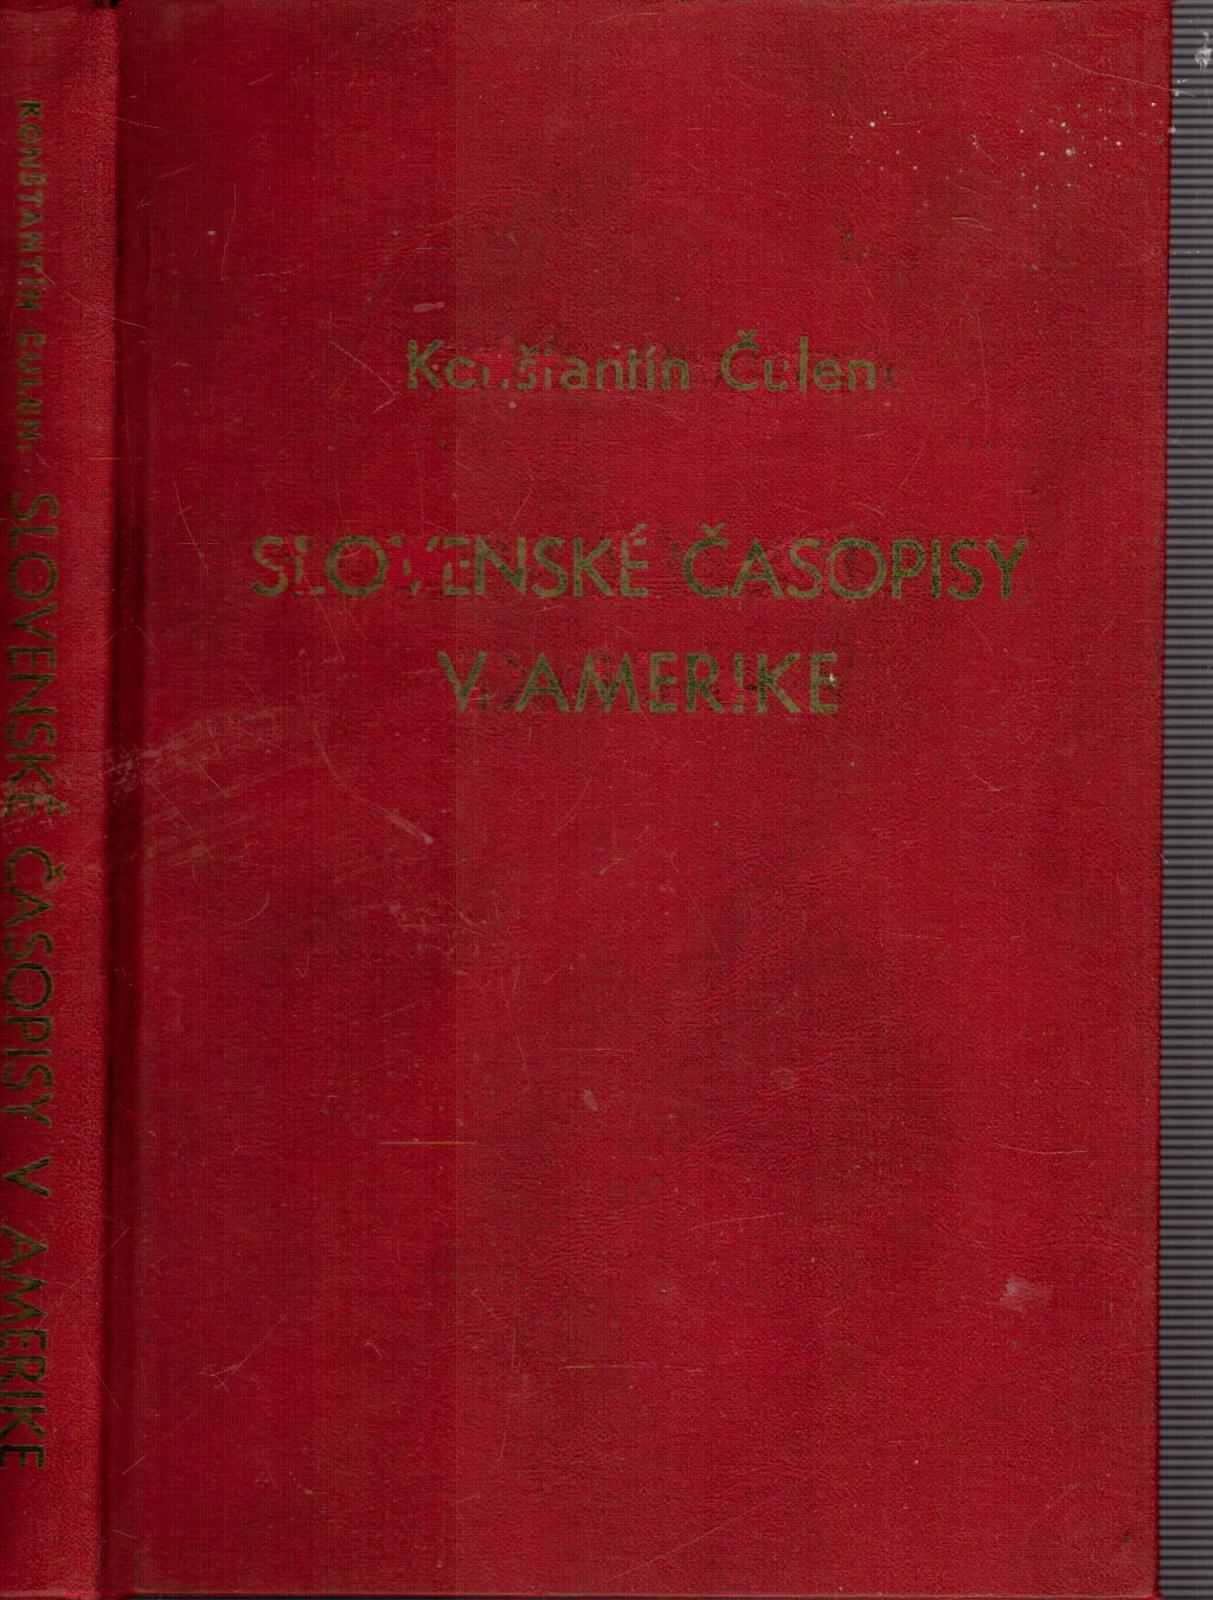 KONŠTANTÍN ČULEN: SLOVENSKÉ ČASOPISY V AMERIKE
Konštantín Čulen
SLOVENSKÉ ČASOPISY
V AMERIKE